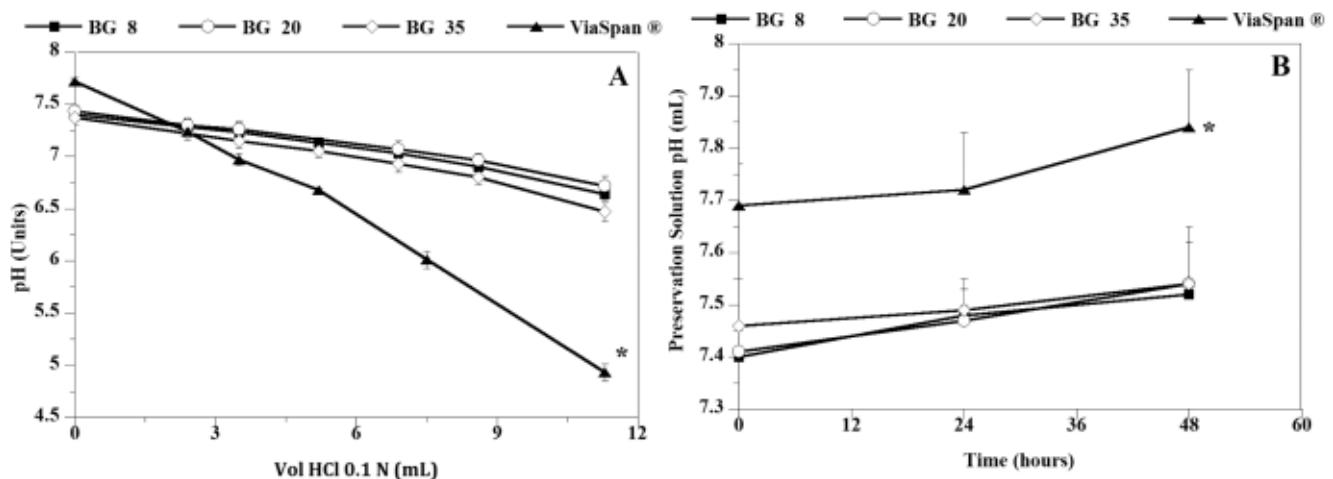 BG 8 BG 20 BG 35 ViaSpan ®
A
8
7.5
7
6.5
6
5.5
5
4.5
pH (Units)
*
0 3 6 9 12
Vol HCl 0.1 N (mL)
BG 8 BG 20 BG 35 ViaSpan ®
B
8
7.9
7.8
7.7
7.6
7.5
7.4
7.3
Preservation Solution pH (mL)
*
0 12 24 36 48 60
Time (hours)